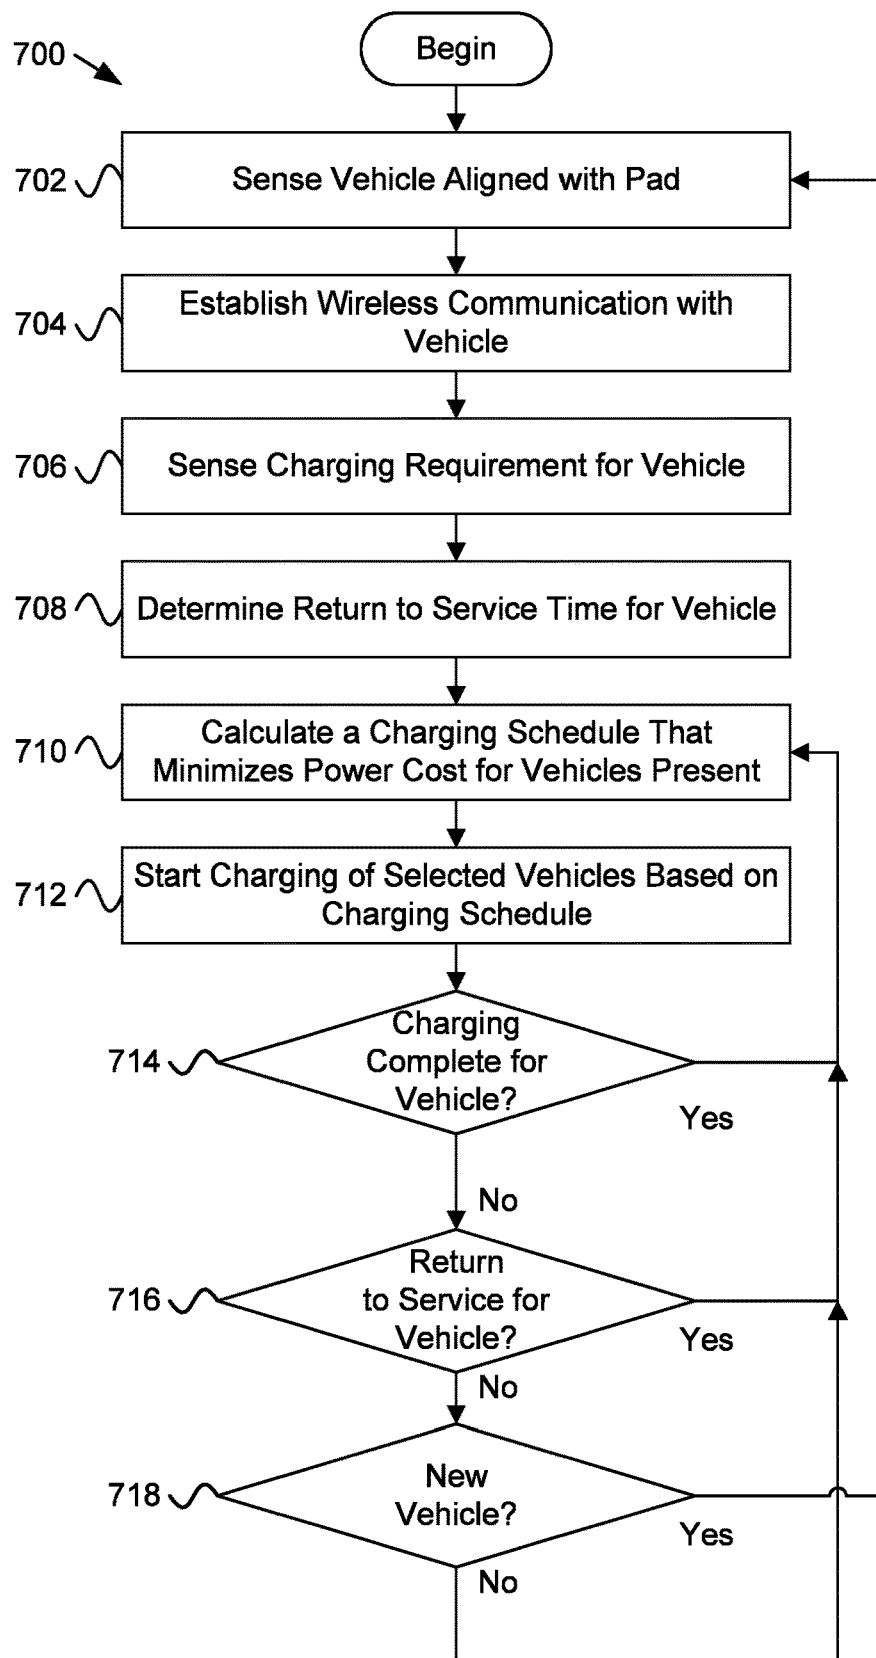 Begin
700
702
Sense Vehicle Aligned with Pad
704
Establish Wireless Communication with
Vehicle
706
Sense Charging Requirement for Vehicle
708
Determine Return to Service Time for Vehicle
710
Calculate a Charging Schedule That
Minimizes Power Cost for Vehicles Present
712
Start Charging of Selected Vehicles Based on
Charging Schedule
714
Charging
Complete for
Vehicle?
Yes
No
716
Return
to Service for
Vehicle?
Yes
No
718
New
Vehicle?
Yes
No